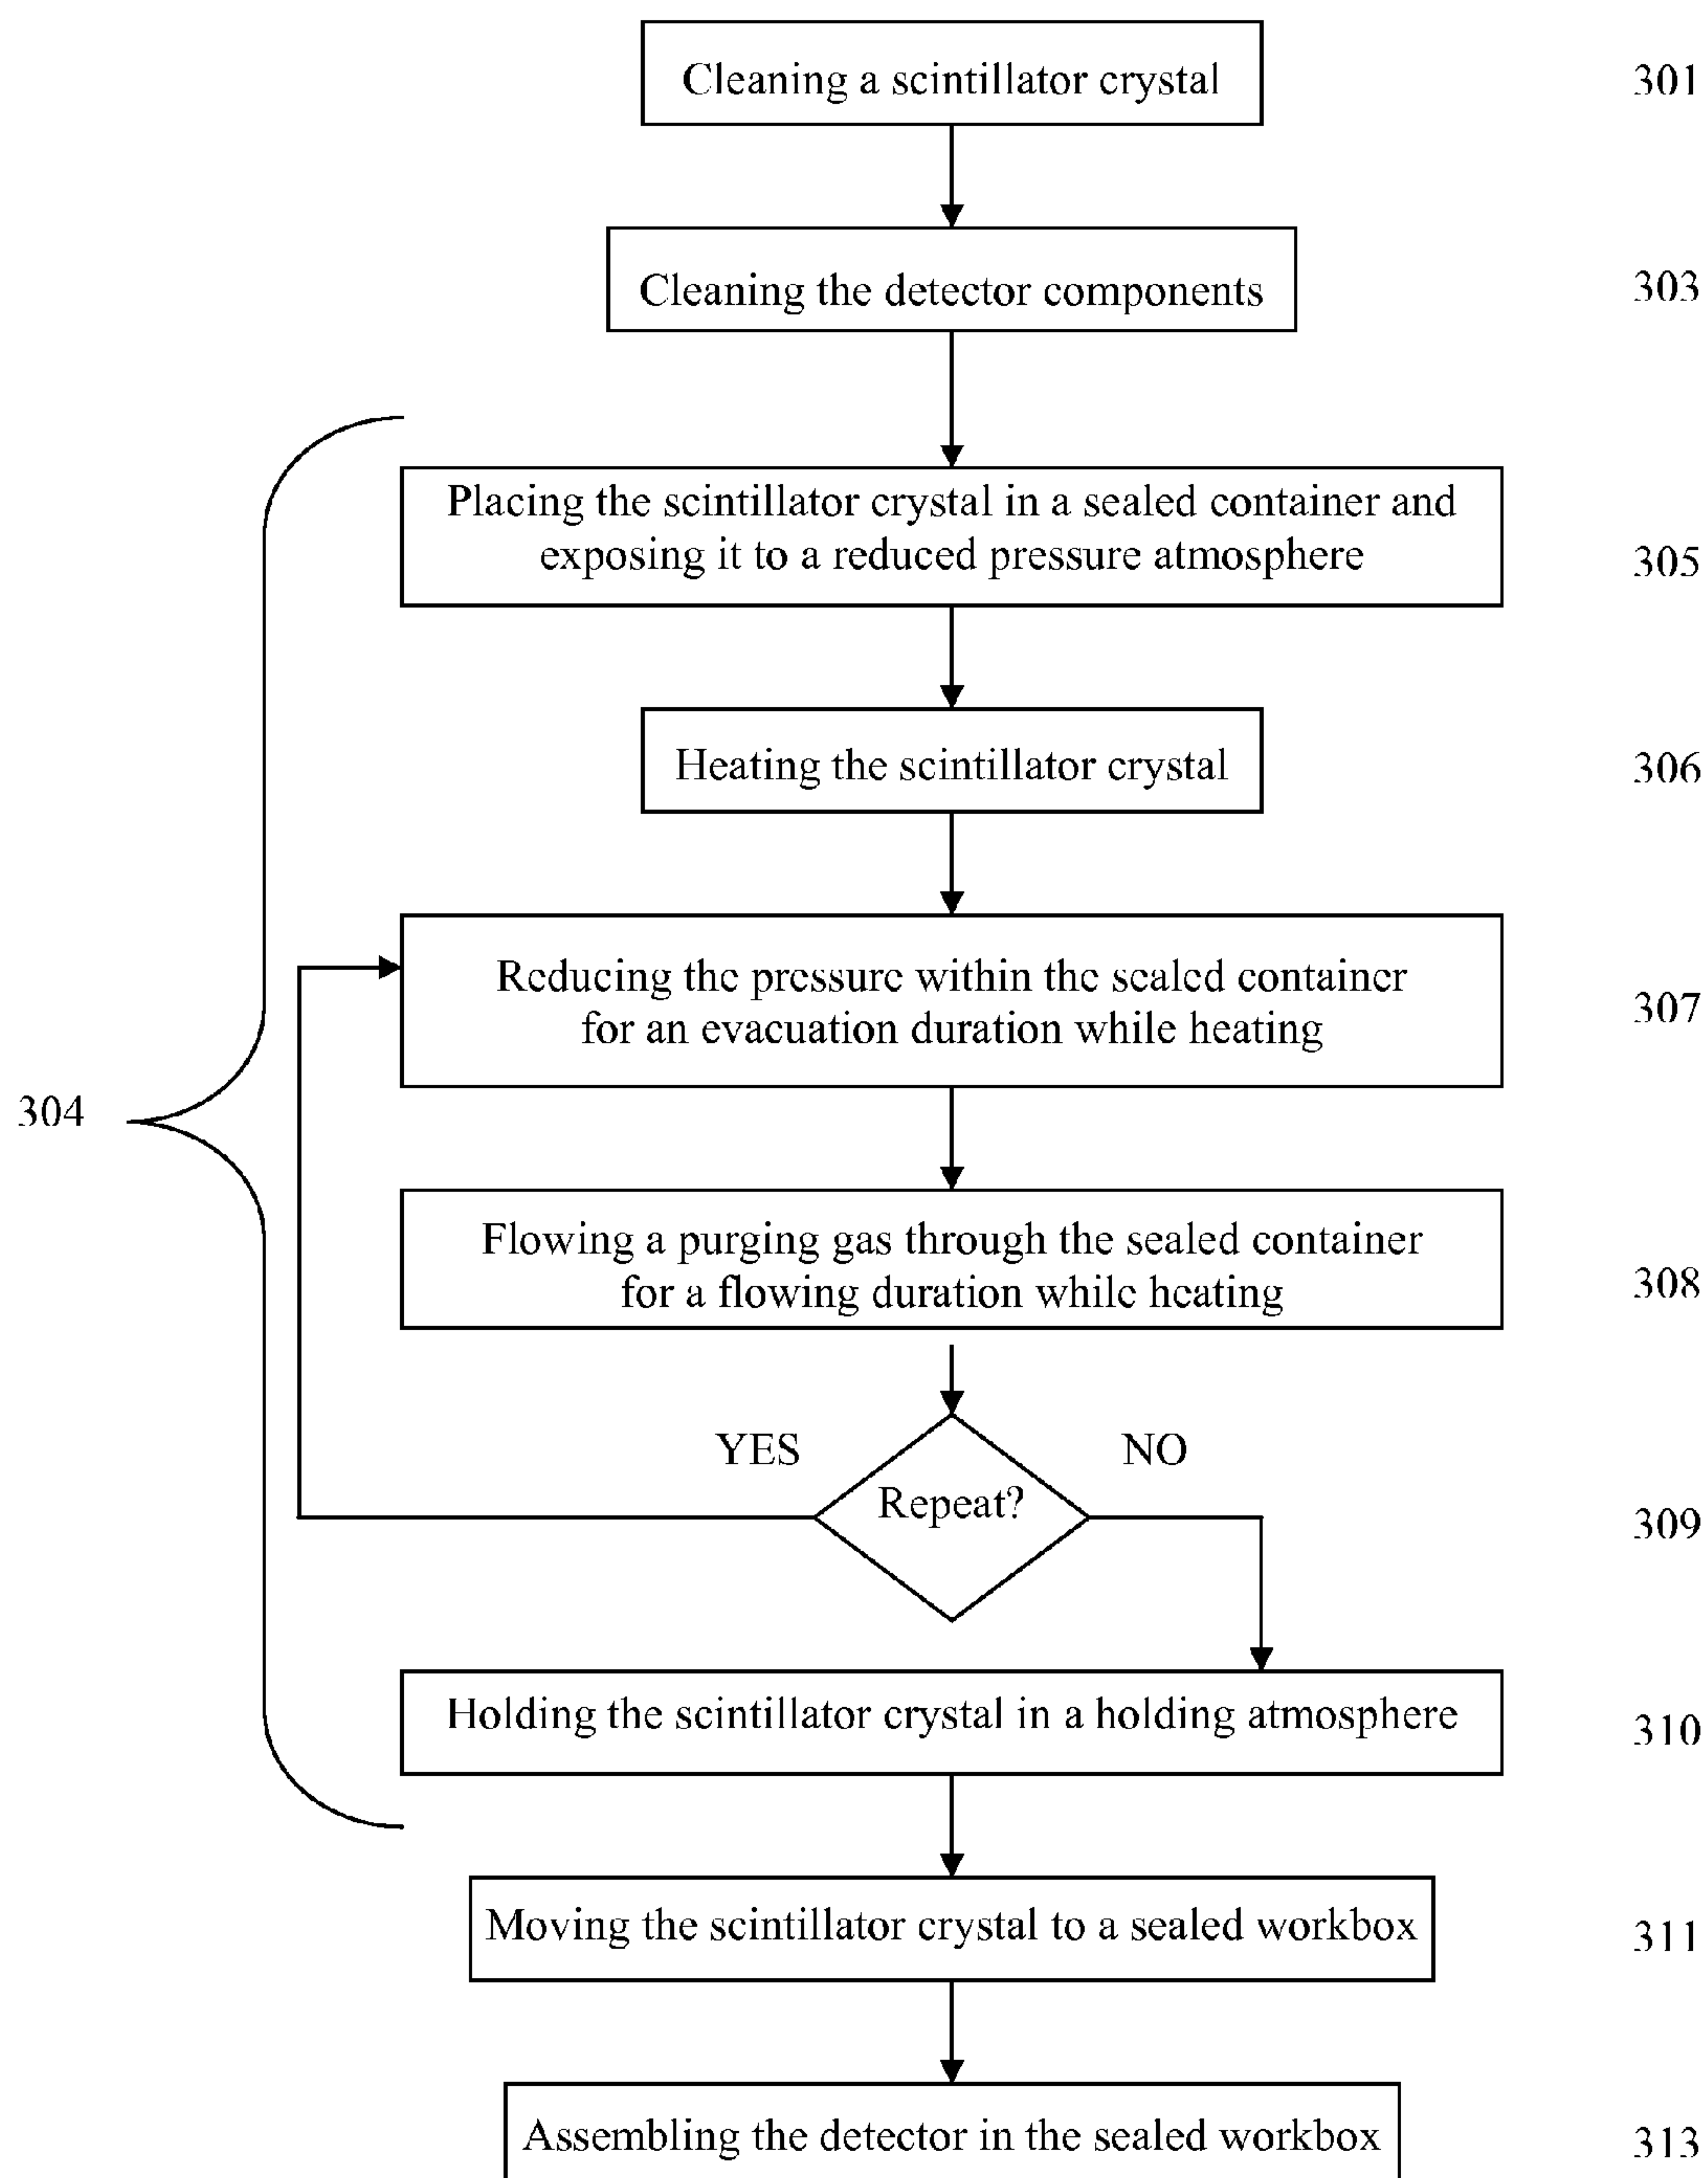 Cleaning a scintillator crystal
301
Cleaning the detector components
303
Placing the scintillator crystal in a sealed container and
exposing it to a reduced pressure atmosphere
305
Heating the scintillator crystal
306
Reducing the pressure within the sealed container
for an evacuation duration while heating
307
304
Flowing a purging gas through the sealed container
for a flowing duration while heating
308
YES
NO
Repeat?
309
Holding the scintillator crystal in a holding atmosphere
310
Moving the scintillator crystal to a sealed workbox
311
Assembling the detector in the sealed workbox
313